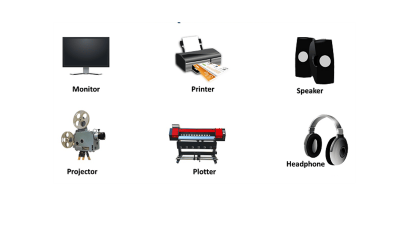 Monitor
Printer
Speaker
Projector
Plotter
Headphone